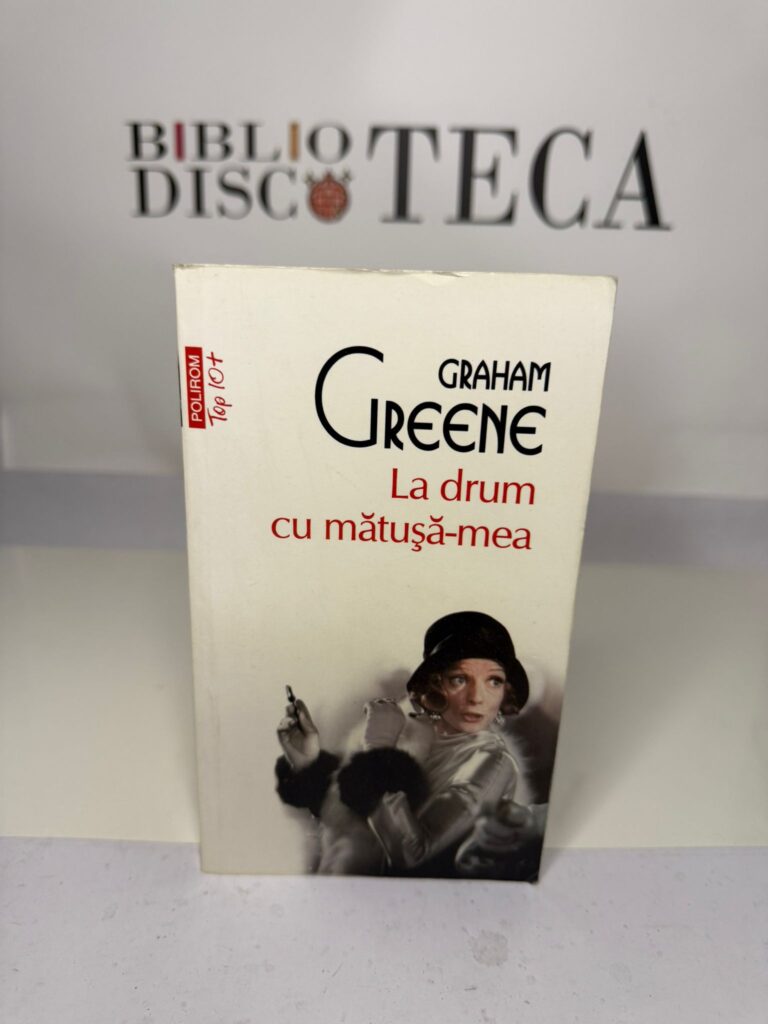 BIBLIO
DISCOTECA
POLIROM
Top 10+
GRAHAM
GREENE
La drum
cu mătuşă-mea